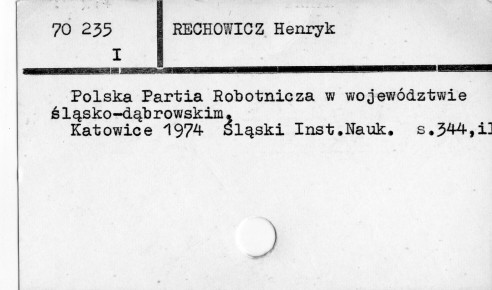 70 235 RECHOWICZ Henryk
I
Polska Partia Robotnicza w województwie
śląsko-dąbrowskim.
Katowice 1974 Śląski Inst.Nauk. s.344,il